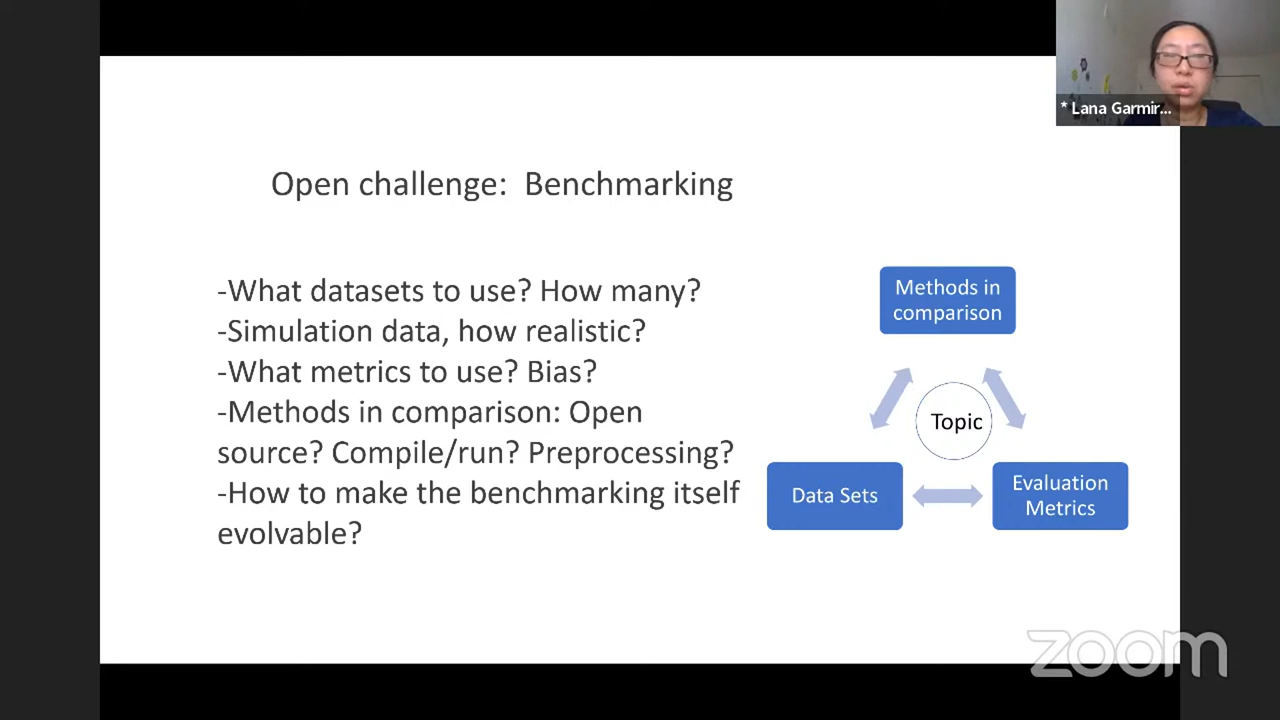 * Lana Garmir...
Open challenge: Benchmarking
-What datasets to use? How many?
-Simulation data, how realistic?
-What metrics to use? Bias?
-Methods in comparison: Open
source? Compile/run? Preprocessing?
-How to make the benchmarking itself
evolvable?
Methods in
comparison
Topic
Data Sets
Evaluation
Metrics
zoom